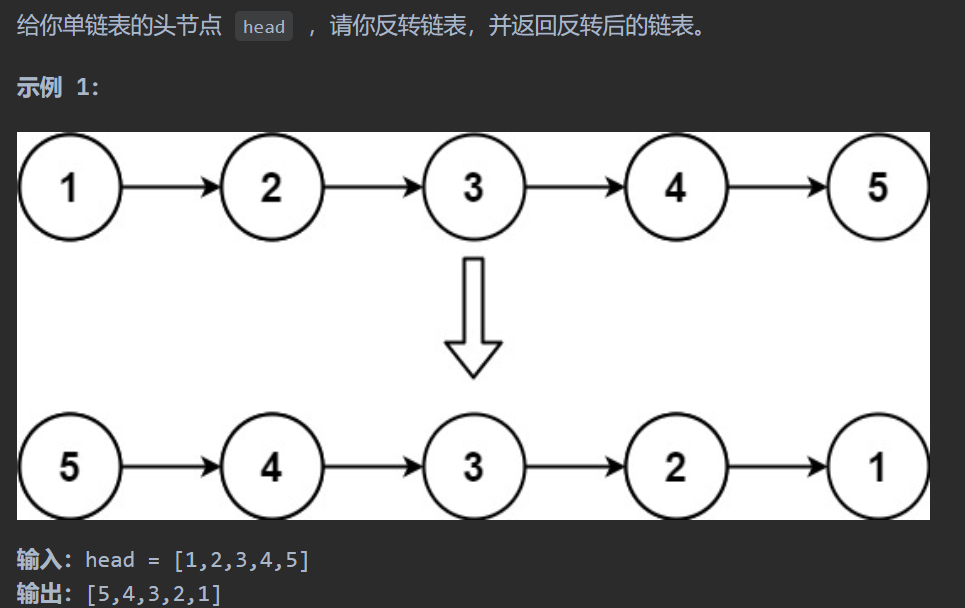 给你单链表的头节点 head ，请你反转链表，并返回反转后的链表。
示例 1：
1 2 3 4 5
5 4 3 2 1
输入：head = [1,2,3,4,5]
输出：[5,4,3,2,1]